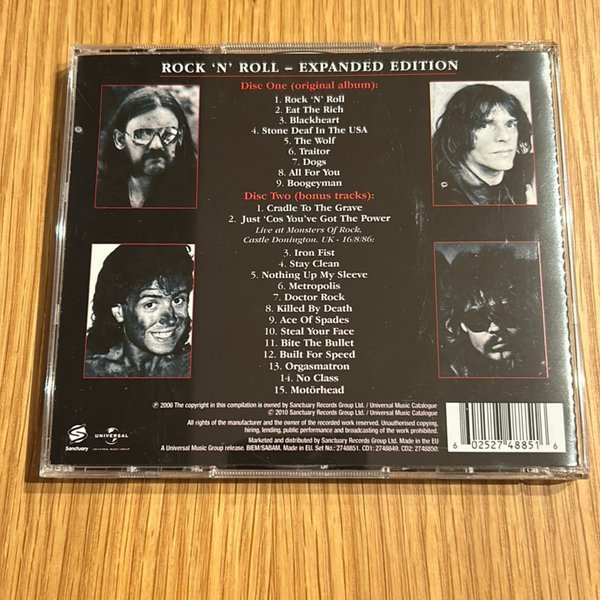 ROCK 'N' ROLL – EXPANDED EDITION
Disc One (original album):
1. Rock 'N' Roll
2. Eat The Rich
3. Blackheart
4. Stone Deaf In The USA
5. The Wolf
6. Traitor
7. Dogs
8. All For You
9. Boogeyman
Disc Two (bonus tracks):
1. Cradle To The Grave
2. Just 'Cos You've Got The Power
Live at Monsters Of Rock,
Castle Donington, UK - 16/8/86:
3. Iron Fist
4. Stay Clean
5. Nothing Up My Sleeve
6. Metropolis
7. Doctor Rock
8. Killed By Death
9. Ace Of Spades
10. Steal Your Face
11. Bite The Bullet
12. Built For Speed
13. Orgasmatron
14. No Class
15. Motörhead
℗ 2006 The copyright in this compilation is owned by Sanctuary Records Group Ltd. / Universal Music Catalogue
© 2010 Sanctuary Records Group Ltd. / Universal Music Catalogue
All rights of the manufacturer and the owner of the recorded work reserved. Unauthorised copying,
hiring, lending, public performance and broadcasting of the work prohibited.
Marketed and distributed by Sanctuary Records Group Ltd. Made in the EU
A Universal Music Group release. BIEM/SABAM. Made in EU. Set No.: 2748851. CD1: 2748849. CD2: 2748850.
Sanctuary
UNIVERSAL
UNIVERSAL MUSIC GROUP
6 02527 48851 6